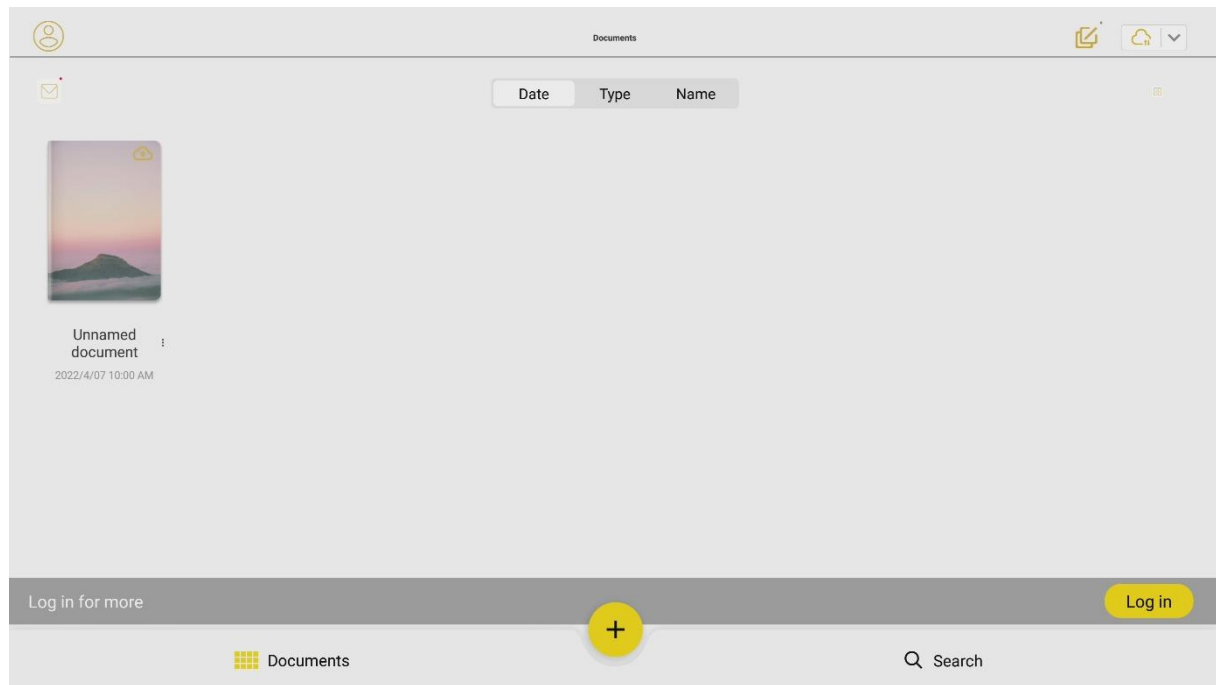 Documents
Date Type Name
Unnamed
document
2022/4/07 10:00 AM
Log in for more
Log in
+
Documents
Search